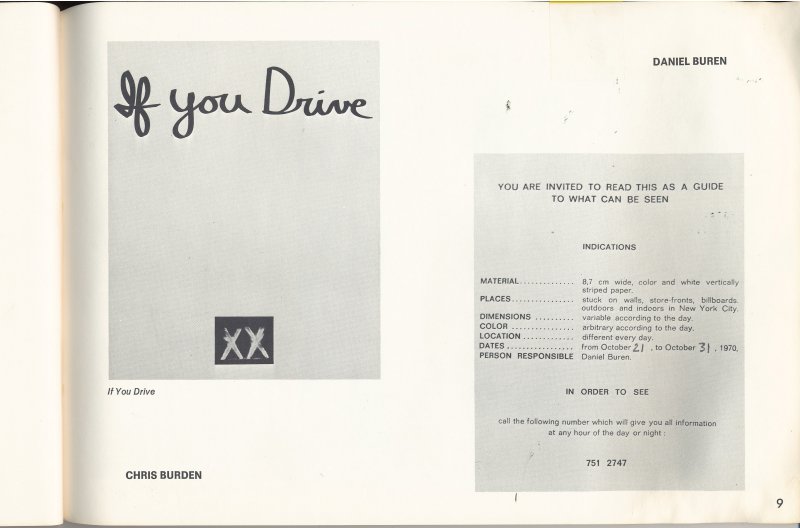 If you Drive
XX
If You Drive
CHRIS BURDEN
DANIEL BUREN
YOU ARE INVITED TO READ THIS AS A GUIDE
TO WHAT CAN BE SEEN
INDICATIONS
MATERIAL............. 8,7 cm wide, color and white vertically
striped paper.
PLACES............... stuck on walls, store-fronts, billboards.
outdoors and indoors in New York City.
DIMENSIONS .......... variable according to the day.
COLOR ............... arbitrary according to the day.
LOCATION ............ different every day.
DATES................. from October 21 , to October 31 , 1970,
PERSON RESPONSIBLE Daniel Buren.
IN ORDER TO SEE
call the following number which will give you all information
at any hour of the day or night :
751 2747
9